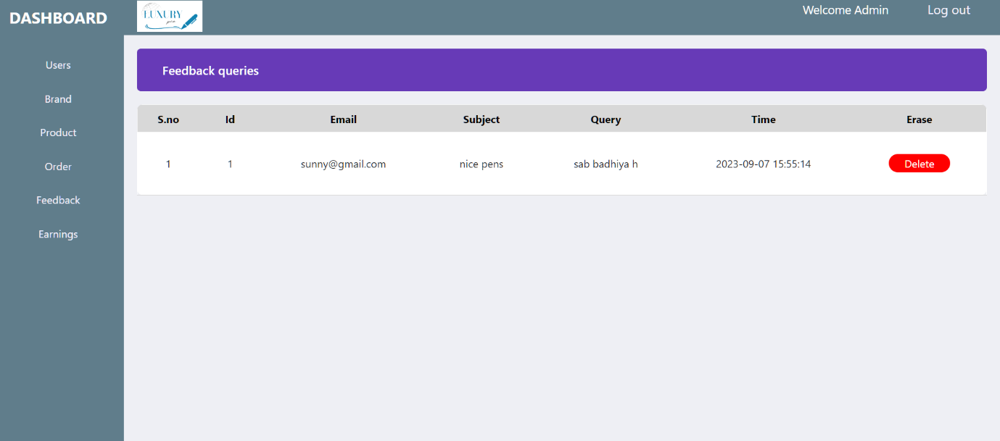 DASHBOARD
LUXURY
pen
Welcome Admin
Log out
Users
Brand
Product
Order
Feedback
Earnings
Feedback queries
S.no Id Email Subject Query Time Erase
1 1 sunny@gmail.com nice pens sab badhiya h 2023-09-07 15:55:14 Delete